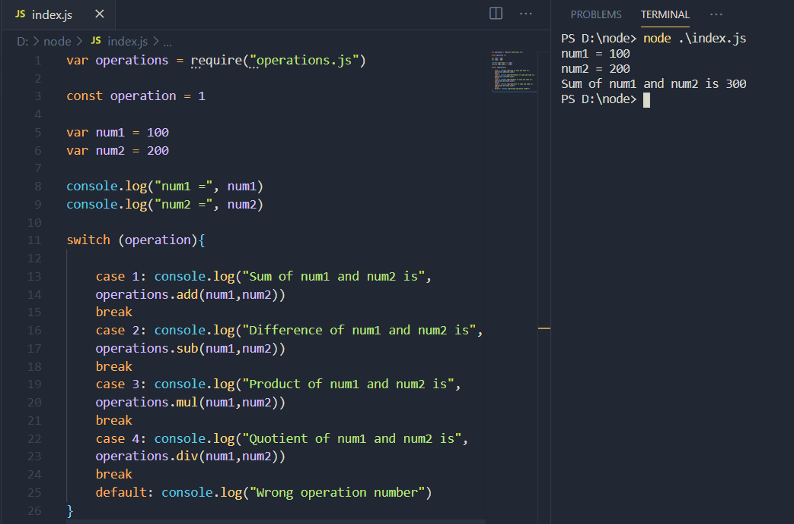 JS index.js ×
D: > node > JS index.js > ...
1 var operations = require("operations.js")
2
3 const operation = 1
4
5 var num1 = 100
6 var num2 = 200
7
8 console.log("num1 =", num1)
9 console.log("num2 =", num2)
10
11 switch (operation){
12
13 case 1: console.log("Sum of num1 and num2 is",
14 operations.add(num1,num2))
15 break
16 case 2: console.log("Difference of num1 and num2 is",
17 operations.sub(num1,num2))
18 break
19 case 3: console.log("Product of num1 and num2 is",
20 operations.mul(num1,num2))
21 break
22 case 4: console.log("Quotient of num1 and num2 is",
23 operations.div(num1,num2))
24 break
25 default: console.log("Wrong operation number")
26 }
PROBLEMS TERMINAL ...
PS D:\node> node .\index.js
num1 = 100
num2 = 200
Sum of num1 and num2 is 300
PS D:\node>